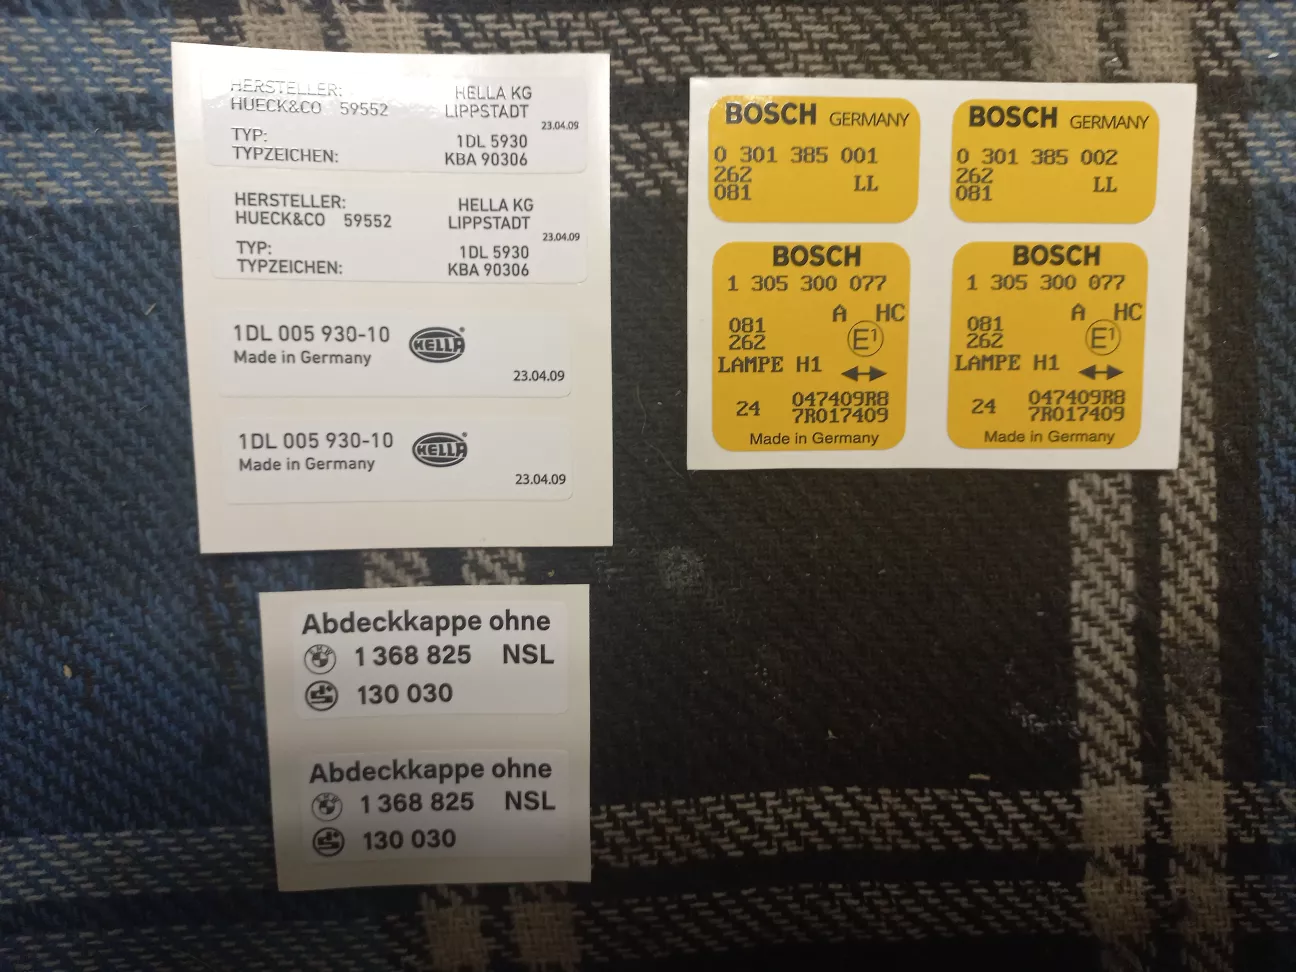 HERSTELLER: HELLA KG
HUECK&CO 59552 LIPPSTADT
23.04.09
TYP: 1DL 5930
TYPZEICHEN: KBA 90306
HERSTELLER: HELLA KG
HUECK&CO 59552 LIPPSTADT
23.04.09
TYP: 1DL 5930
TYPZEICHEN: KBA 90306
1DL 005 930-10 HELLA
Made in Germany
23.04.09
1DL 005 930-10 HELLA
Made in Germany
23.04.09
Abdeckkappe ohne
BMW 1 368 825 NSL
130 030
Abdeckkappe ohne
BMW 1 368 825 NSL
130 030
BOSCH GERMANY
0 301 385 001
262 LL
081
BOSCH GERMANY
0 301 385 002
262 LL
081
BOSCH
1 305 300 077
A HC
081
262 E1
LAMPE H1
047409R8
24 7R017409
Made in Germany
BOSCH
1 305 300 077
A HC
081
262 E1
LAMPE H1
047409R8
24 7R017409
Made in Germany